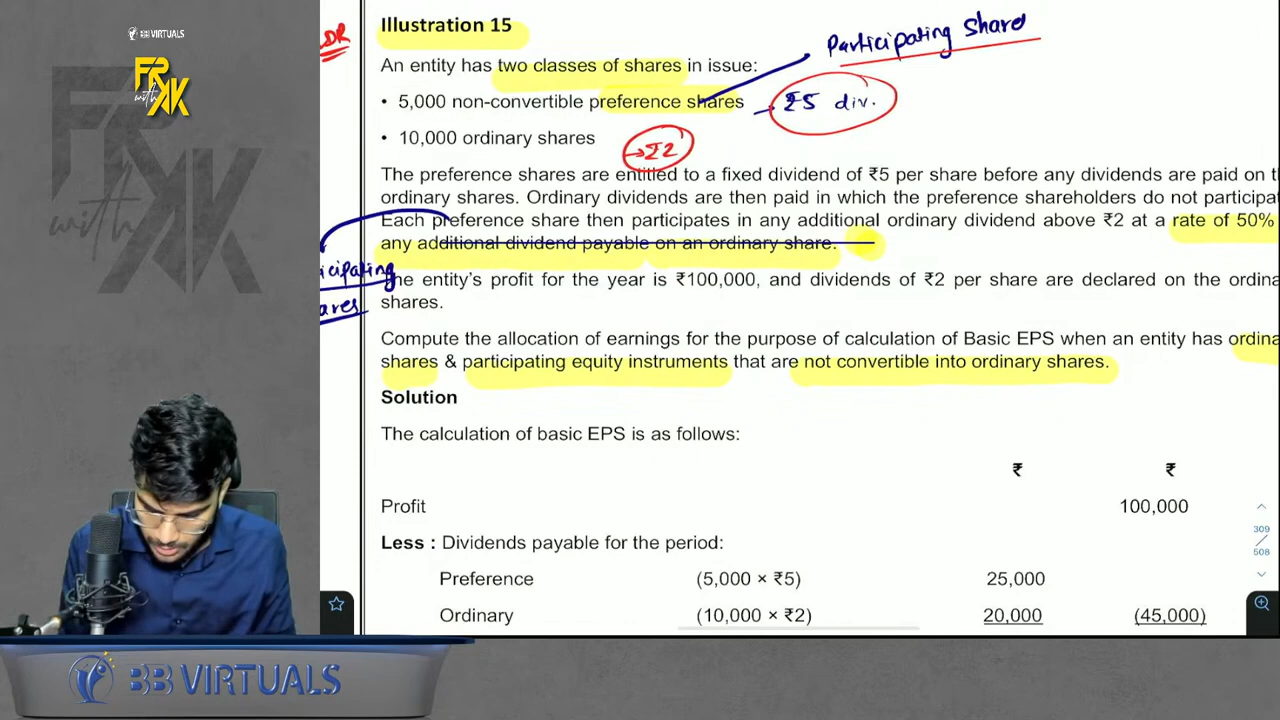 BB VIRTUALS
FR
with
AK
FR
with
AK
Illustration 15
Participating Share
DR
An entity has two classes of shares in issue:
• 5,000 non-convertible preference shares
₹5 div.
• 10,000 ordinary shares
→₹2
The preference shares are entitled to a fixed dividend of ₹5 per share before any dividends are paid on t
ordinary shares. Ordinary dividends are then paid in which the preference shareholders do not participat
Each preference share then participates in any additional ordinary dividend above ₹2 at a rate of 50%
any additional dividend payable on an ordinary share.
icipating
ares
he entity's profit for the year is ₹100,000, and dividends of ₹2 per share are declared on the ordina
shares.
Compute the allocation of earnings for the purpose of calculation of Basic EPS when an entity has ordina
shares & participating equity instruments that are not convertible into ordinary shares.
Solution
The calculation of basic EPS is as follows:
₹ ₹
Profit 100,000
309
/
508
Less : Dividends payable for the period:
Preference (5,000 × ₹5) 25,000
Ordinary (10,000 × ₹2) 20,000 (45,000)
BB VIRTUALS